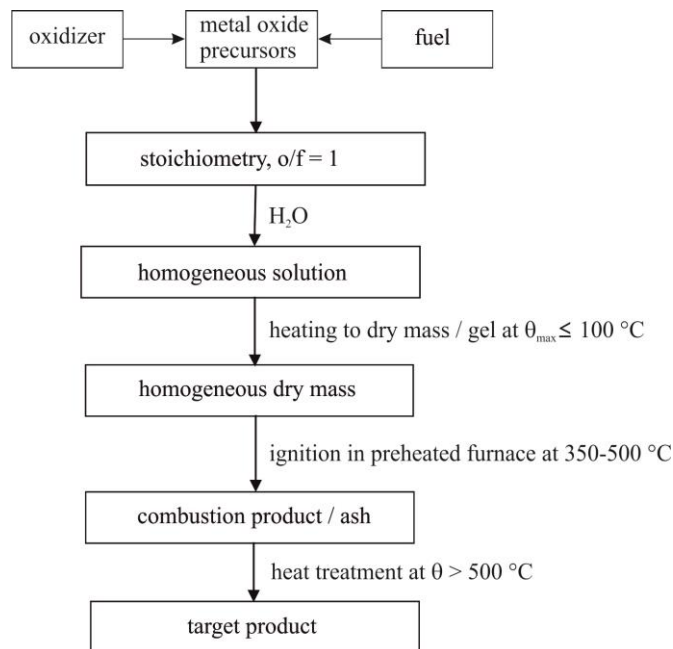 oxidizer
metal oxide
precursors
fuel
stoichiometry, o/f = 1
H₂O
homogeneous solution
heating to dry mass / gel at θmax ≤ 100 °C
homogeneous dry mass
ignition in preheated furnace at 350-500 °C
combustion product / ash
heat treatment at θ > 500 °C
target product